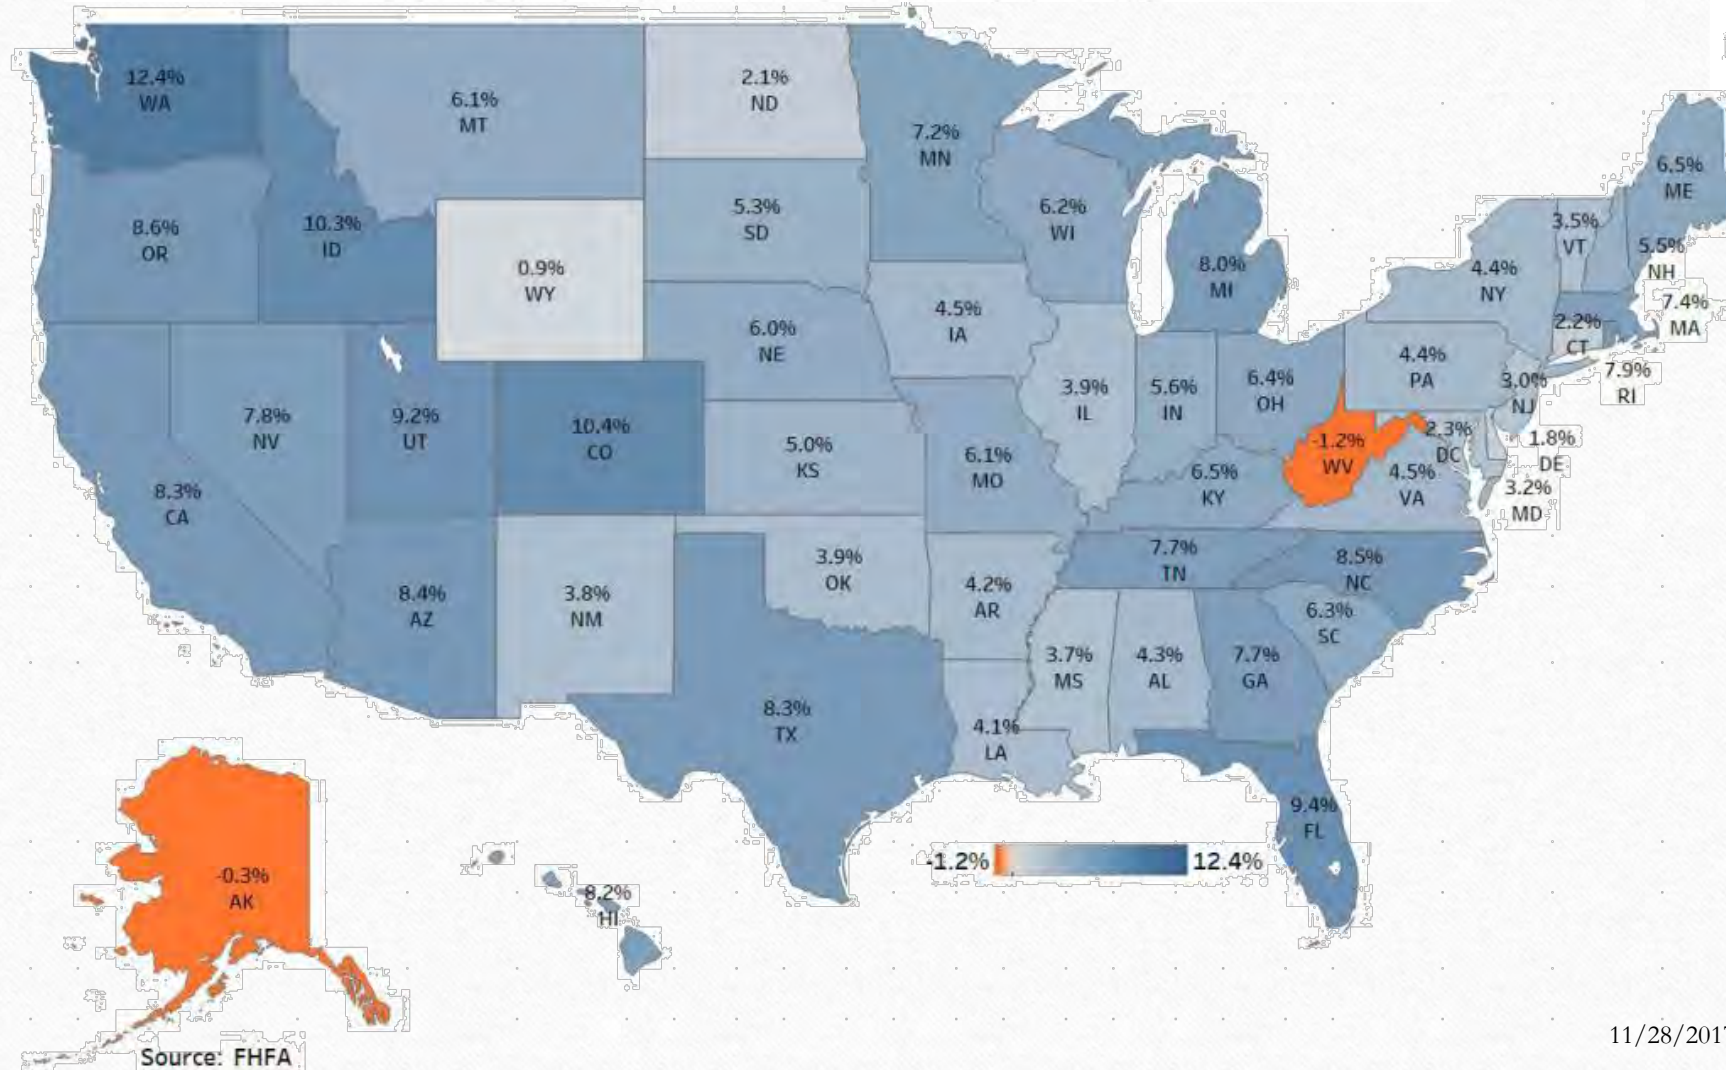 12.4%
WA
6.1%
MT
2.1%
ND
7.2%
MN
6.5%
ME
8.6%
OR
10.3%
ID
0.9%
WY
5.3%
SD
6.2%
WI
8.0%
MI
4.4%
NY
3.5%
VT
5.5%
NH
7.4%
MA
2.2%
CT
7.9%
RI
7.8%
NV
9.2%
UT
10.4%
CO
6.0%
NE
4.5%
IA
3.9%
IL
5.6%
IN
6.4%
OH
4.4%
PA
3.0%
NJ
8.3%
CA
5.0%
KS
6.1%
MO
6.5%
KY
-1.2%
WV
2.3%
DC
4.5%
VA
1.8%
DE
3.2%
MD
8.4%
AZ
3.8%
NM
3.9%
OK
4.2%
AR
7.7%
TN
8.5%
NC
6.3%
SC
8.3%
TX
4.1%
LA
3.7%
MS
4.3%
AL
7.7%
GA
9.4%
FL
-0.3%
AK
8.2%
HI
-1.2% 12.4%
11/28/2017
Source: FHFA